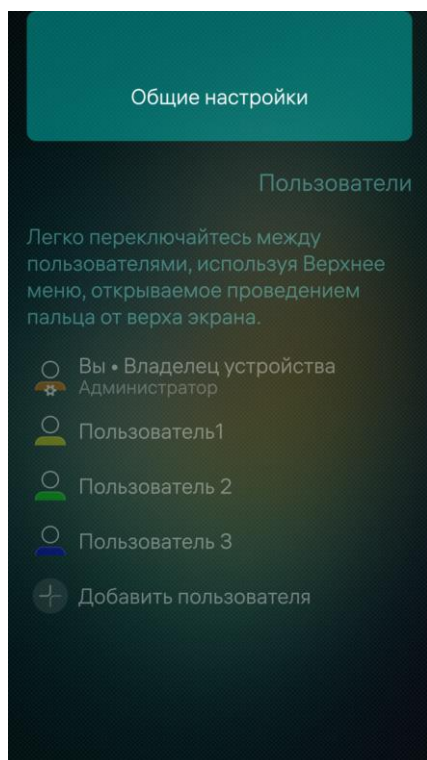 Общие настройки
Пользователи
Легко переключайтесь между
пользователями, используя Верхнее
меню, открываемое проведением
пальца от верха экрана.
Вы • Владелец устройства
Администратор
Пользователь1
Пользователь 2
Пользователь 3
Добавить пользователя